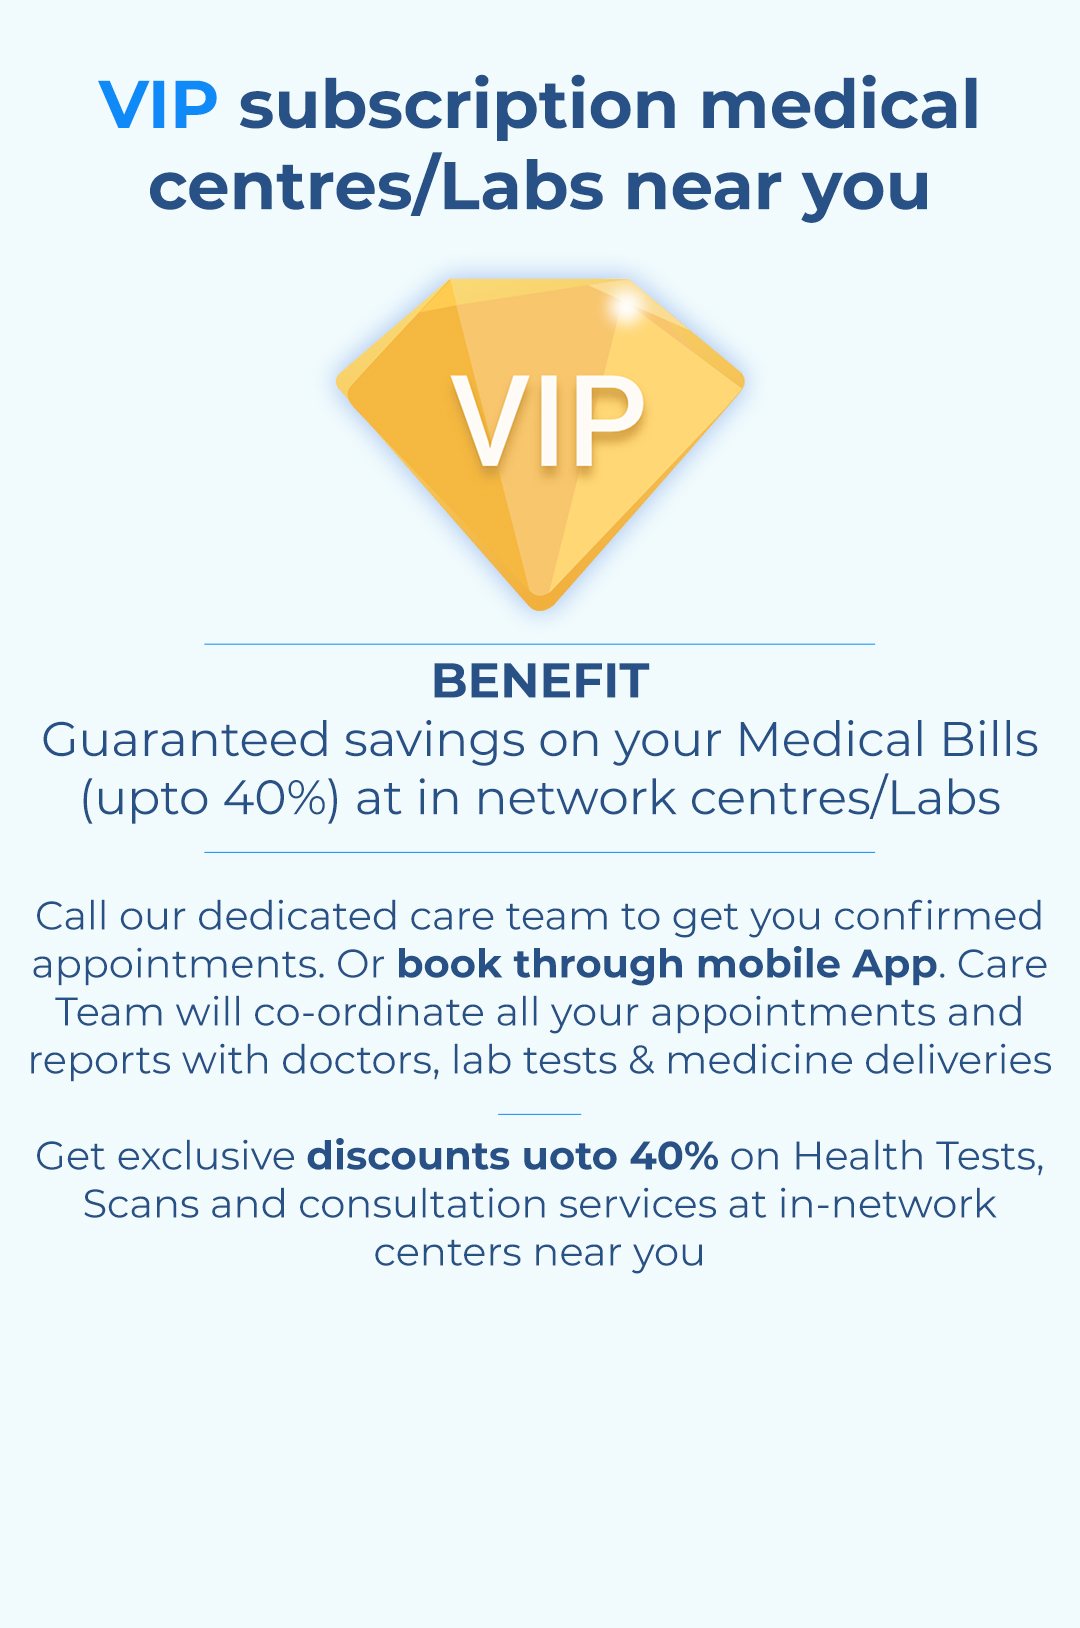 VIP subscription medical
centres/Labs near you
VIP
BENEFIT
Guaranteed savings on your Medical Bills
(upto 40%) at in network centres/Labs
Call our dedicated care team to get you confirmed
appointments. Or book through mobile App. Care
Team will co-ordinate all your appointments and
reports with doctors, lab tests & medicine deliveries
Get exclusive discounts uoto 40% on Health Tests,
Scans and consultation services at in-network
centers near you